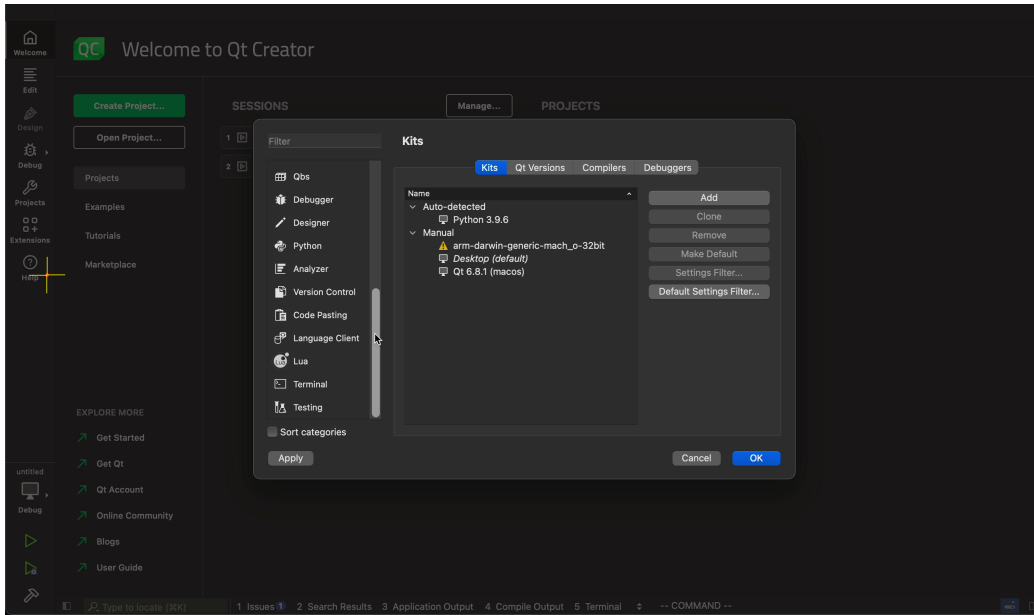 Welcome
Edit
Design
Debug
Projects
Extensions
Help
untitled
Debug
QC Welcome to Qt Creator
Create Project...
Open Project...
Projects
Examples
Tutorials
Marketplace
EXPLORE MORE
Get Started
Get Qt
Qt Account
Online Community
Blogs
User Guide
SESSIONS
Manage...
PROJECTS
1
2
Filter
Qbs
Debugger
Designer
Python
Analyzer
Version Control
Code Pasting
Language Client
Lua
Terminal
Testing
Sort categories
Apply
Kits
Kits Qt Versions Compilers Debuggers
Name
Auto-detected
Python 3.9.6
Manual
arm-darwin-generic-mach_o-32bit
Desktop (default)
Qt 6.8.1 (macos)
Add
Clone
Remove
Make Default
Settings Filter...
Default Settings Filter...
Cancel OK
Type to locate (⌘K) 1 Issues 1 2 Search Results 3 Application Output 4 Compile Output 5 Terminal -- COMMAND --